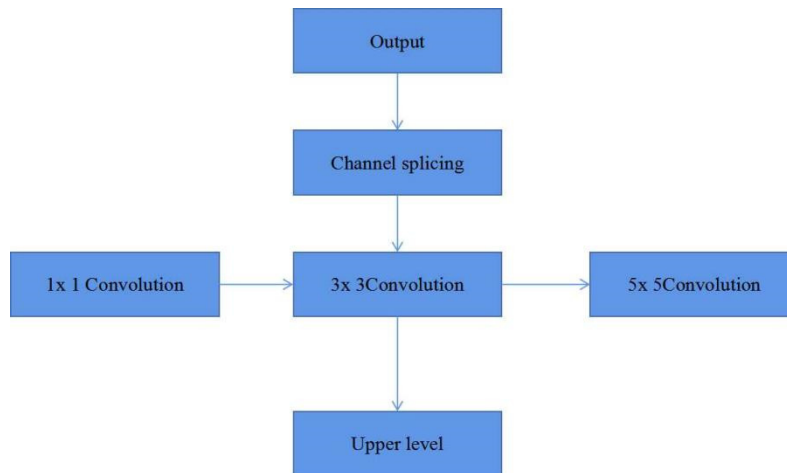 Output
Channel splicing
1x 1 Convolution
3x 3Convolution
5x 5Convolution
Upper level